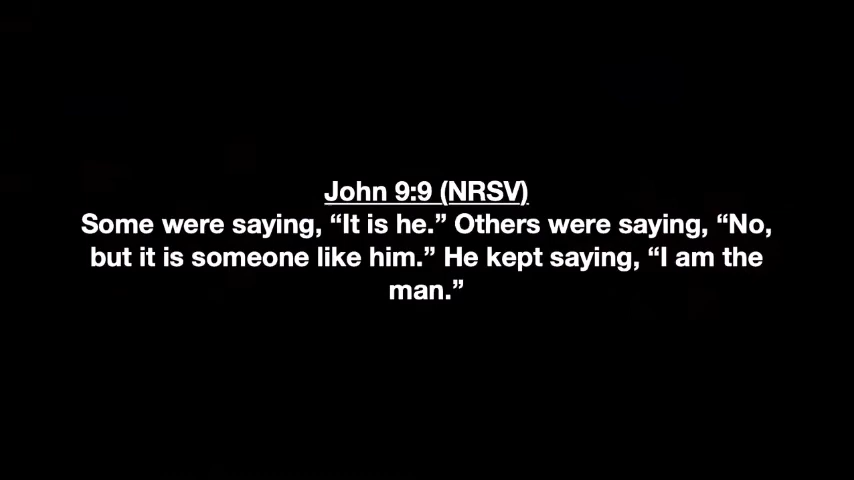 John 9:9 (NRSV)
Some were saying, “It is he.” Others were saying, “No,
but it is someone like him.” He kept saying, “I am the
man.”